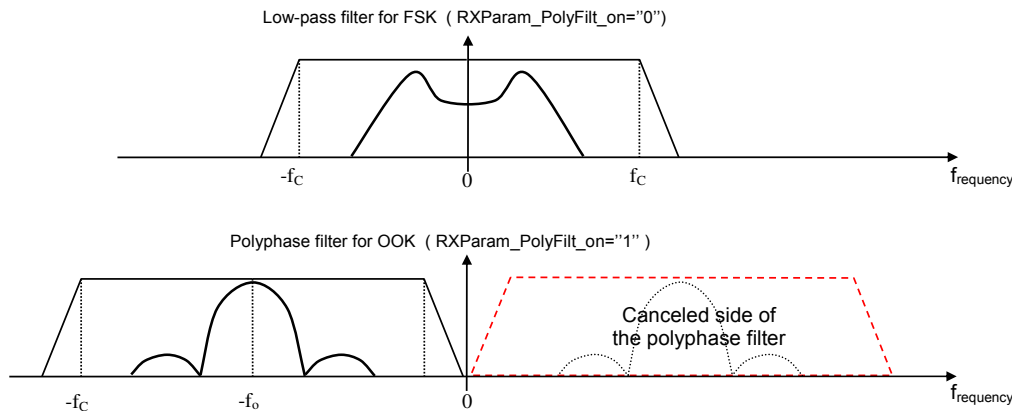 Low-pass filter for FSK ( RXParam_PolyFilt_on=''0'')
-fC
0
fC
frequency
Polyphase filter for OOK ( RXParam_PolyFilt_on=''1'' )
Canceled side of
the polyphase filter
-fC
-fo
0
frequency